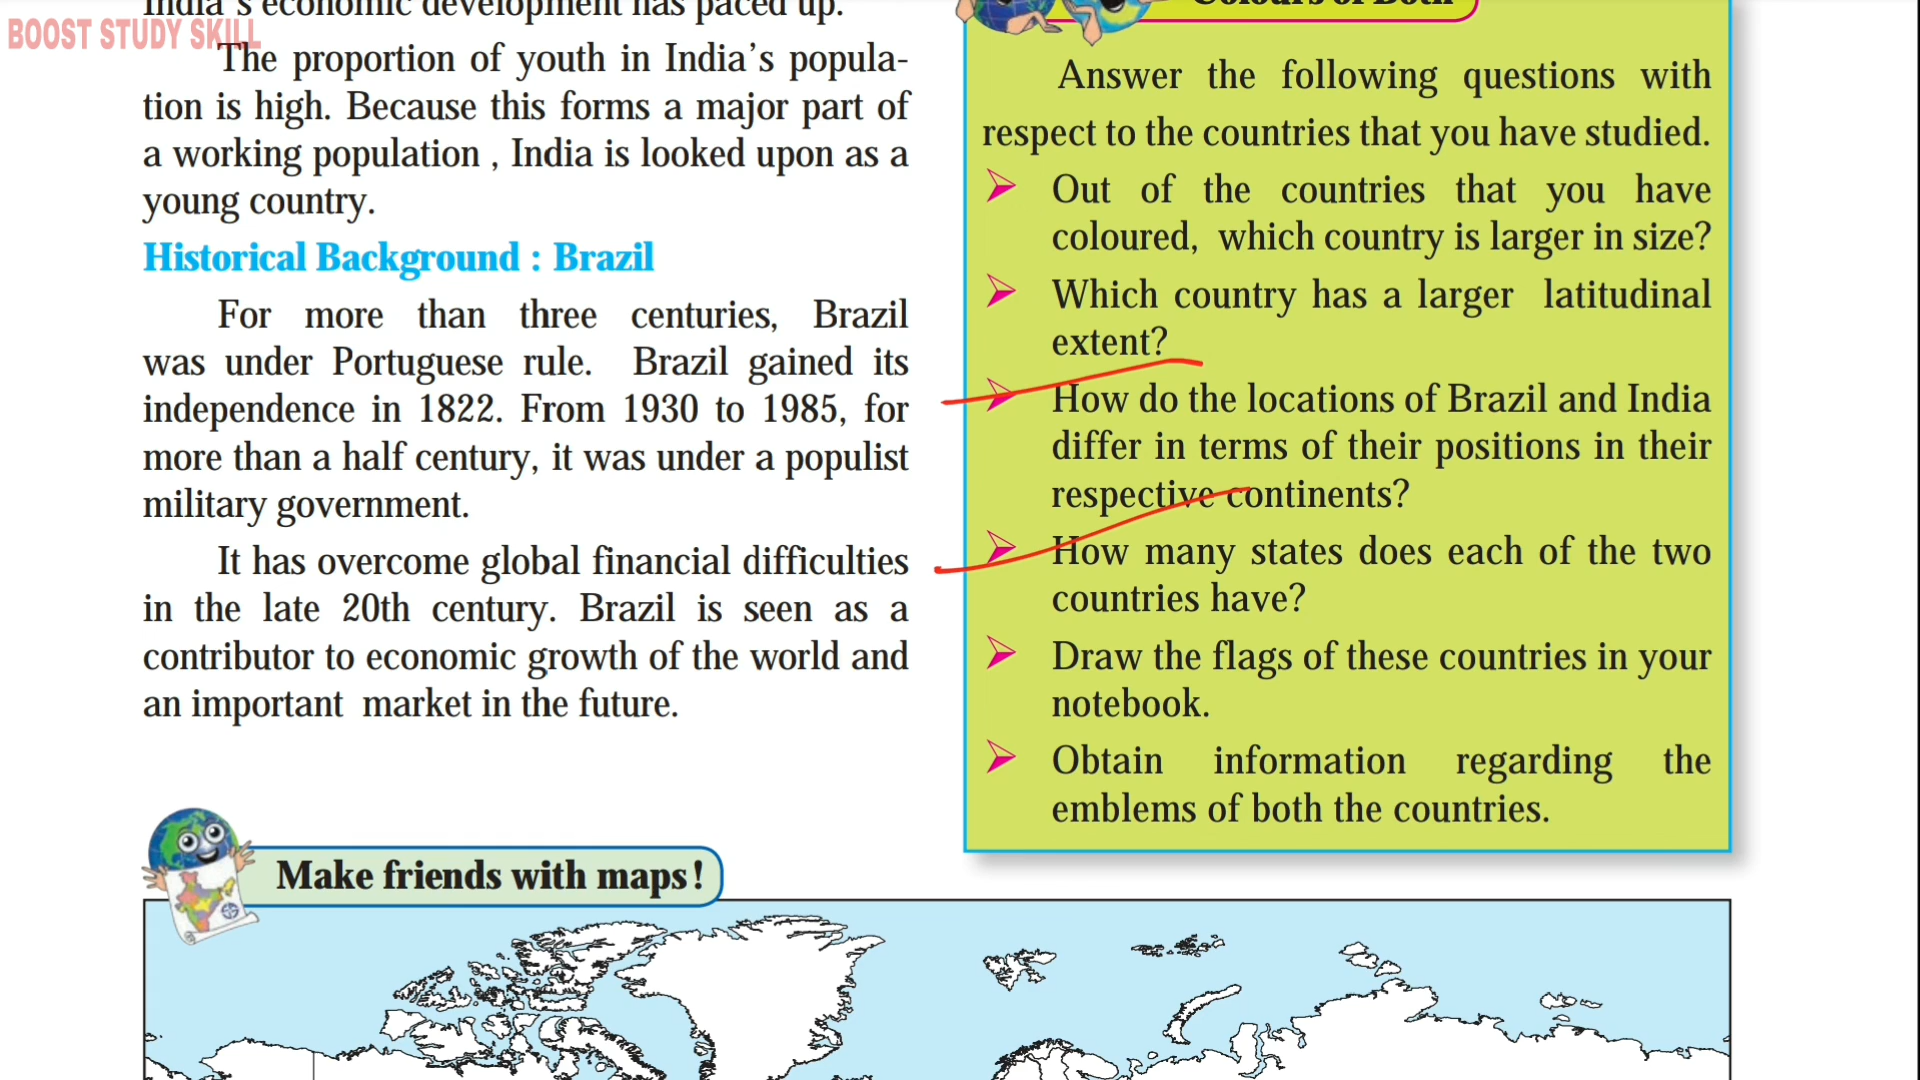 India's economic development has paced up.
BOOST STUDY SKILL
The proportion of youth in India's popula-
tion is high. Because this forms a major part of
a working population , India is looked upon as a
young country.
Historical Background : Brazil
For more than three centuries, Brazil
was under Portuguese rule. Brazil gained its
independence in 1822. From 1930 to 1985, for
more than a half century, it was under a populist
military government.
It has overcome global financial difficulties
in the late 20th century. Brazil is seen as a
contributor to economic growth of the world and
an important market in the future.
Make friends with maps!
Colours of Both
Answer the following questions with
respect to the countries that you have studied.
Out of the countries that you have
coloured, which country is larger in size?
Which country has a larger latitudinal
extent?
How do the locations of Brazil and India
differ in terms of their positions in their
respective continents?
How many states does each of the two
countries have?
Draw the flags of these countries in your
notebook.
Obtain information regarding the
emblems of both the countries.